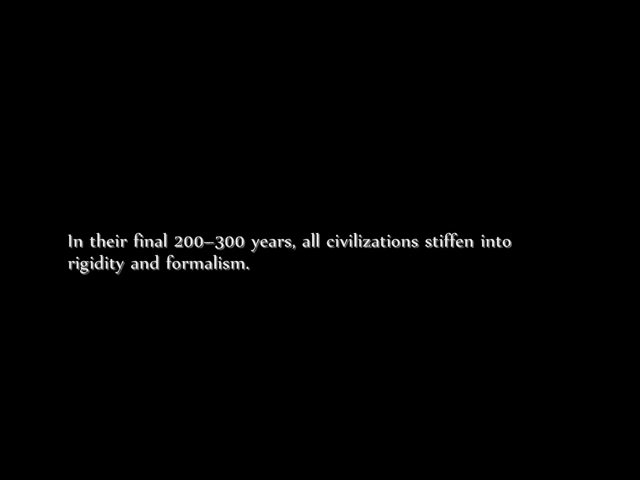 In their final 200–300 years, all civilizations stiffen into
rigidity and formalism.